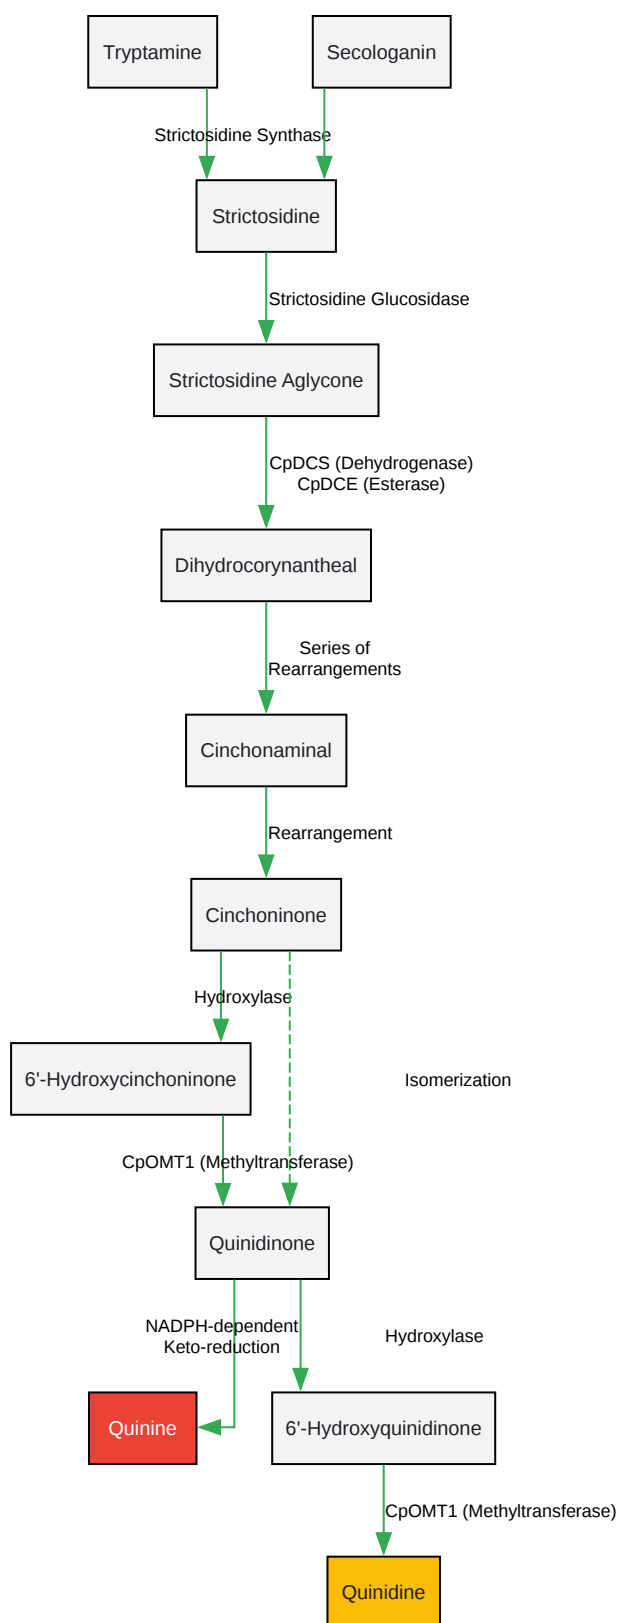 Tryptamine
Secologanin
Strictosidine Synthase
Strictosidine
Strictosidine Glucosidase
Strictosidine Aglycone
CpDCS (Dehydrogenase)
CpDCE (Esterase)
Dihydrocorynantheal
Series of
Rearrangements
Cinchonaminal
Rearrangement
Cinchoninone
Hydroxylase
6'-Hydroxycinchoninone
Isomerization
CpOMT1 (Methyltransferase)
Quinidinone
NADPH-dependent
Keto-reduction
Hydroxylase
Quinine
6'-Hydroxyquinidinone
CpOMT1 (Methyltransferase)
Quinidine